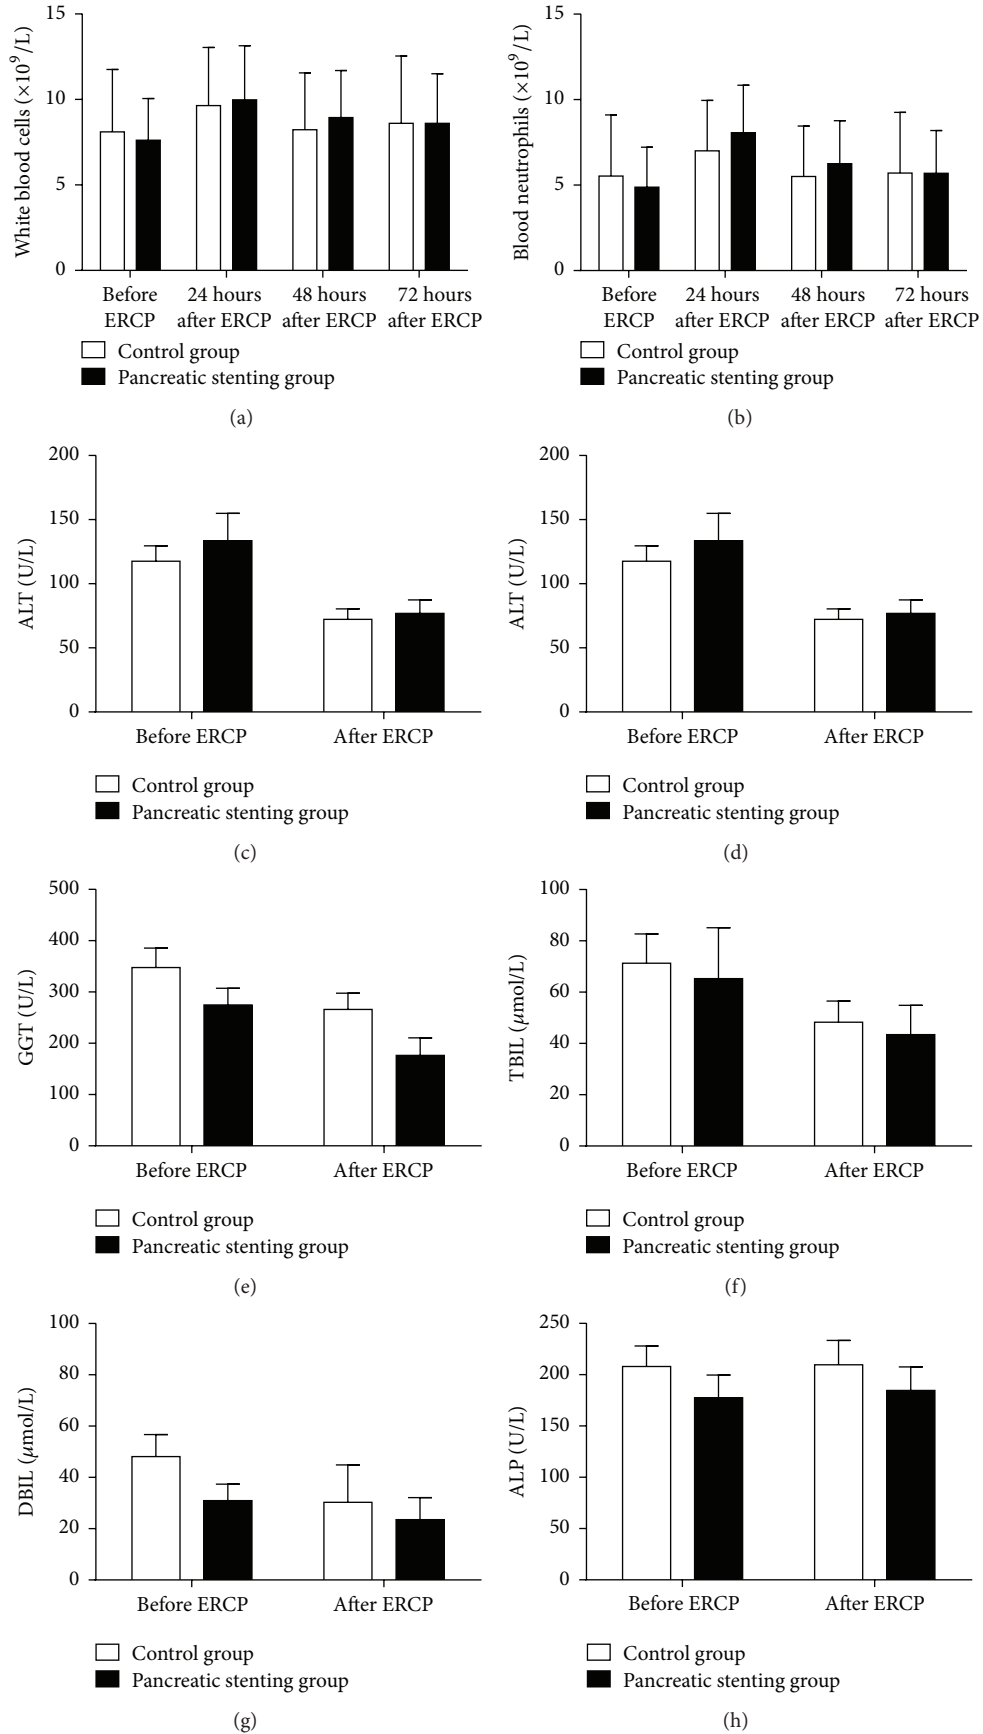 15
10
5
0
White blood cells (×10⁹/L)
Before ERCP
24 hours after ERCP
48 hours after ERCP
72 hours after ERCP
Control group
Pancreatic stenting group
(a)
15
10
5
0
Blood neutrophils (×10⁹/L)
Before ERCP
24 hours after ERCP
48 hours after ERCP
72 hours after ERCP
Control group
Pancreatic stenting group
(b)
200
150
100
50
0
ALT (U/L)
Before ERCP
After ERCP
Control group
Pancreatic stenting group
(c)
200
150
100
50
0
ALT (U/L)
Before ERCP
After ERCP
Control group
Pancreatic stenting group
(d)
500
400
300
200
100
0
GGT (U/L)
Before ERCP
After ERCP
Control group
Pancreatic stenting group
(e)
100
80
60
40
20
0
TBIL (μmol/L)
Before ERCP
After ERCP
Control group
Pancreatic stenting group
(f)
100
80
60
40
20
0
DBIL (μmol/L)
Before ERCP
After ERCP
Control group
Pancreatic stenting group
(g)
250
200
150
100
50
0
ALP (U/L)
Before ERCP
After ERCP
Control group
Pancreatic stenting group
(h)